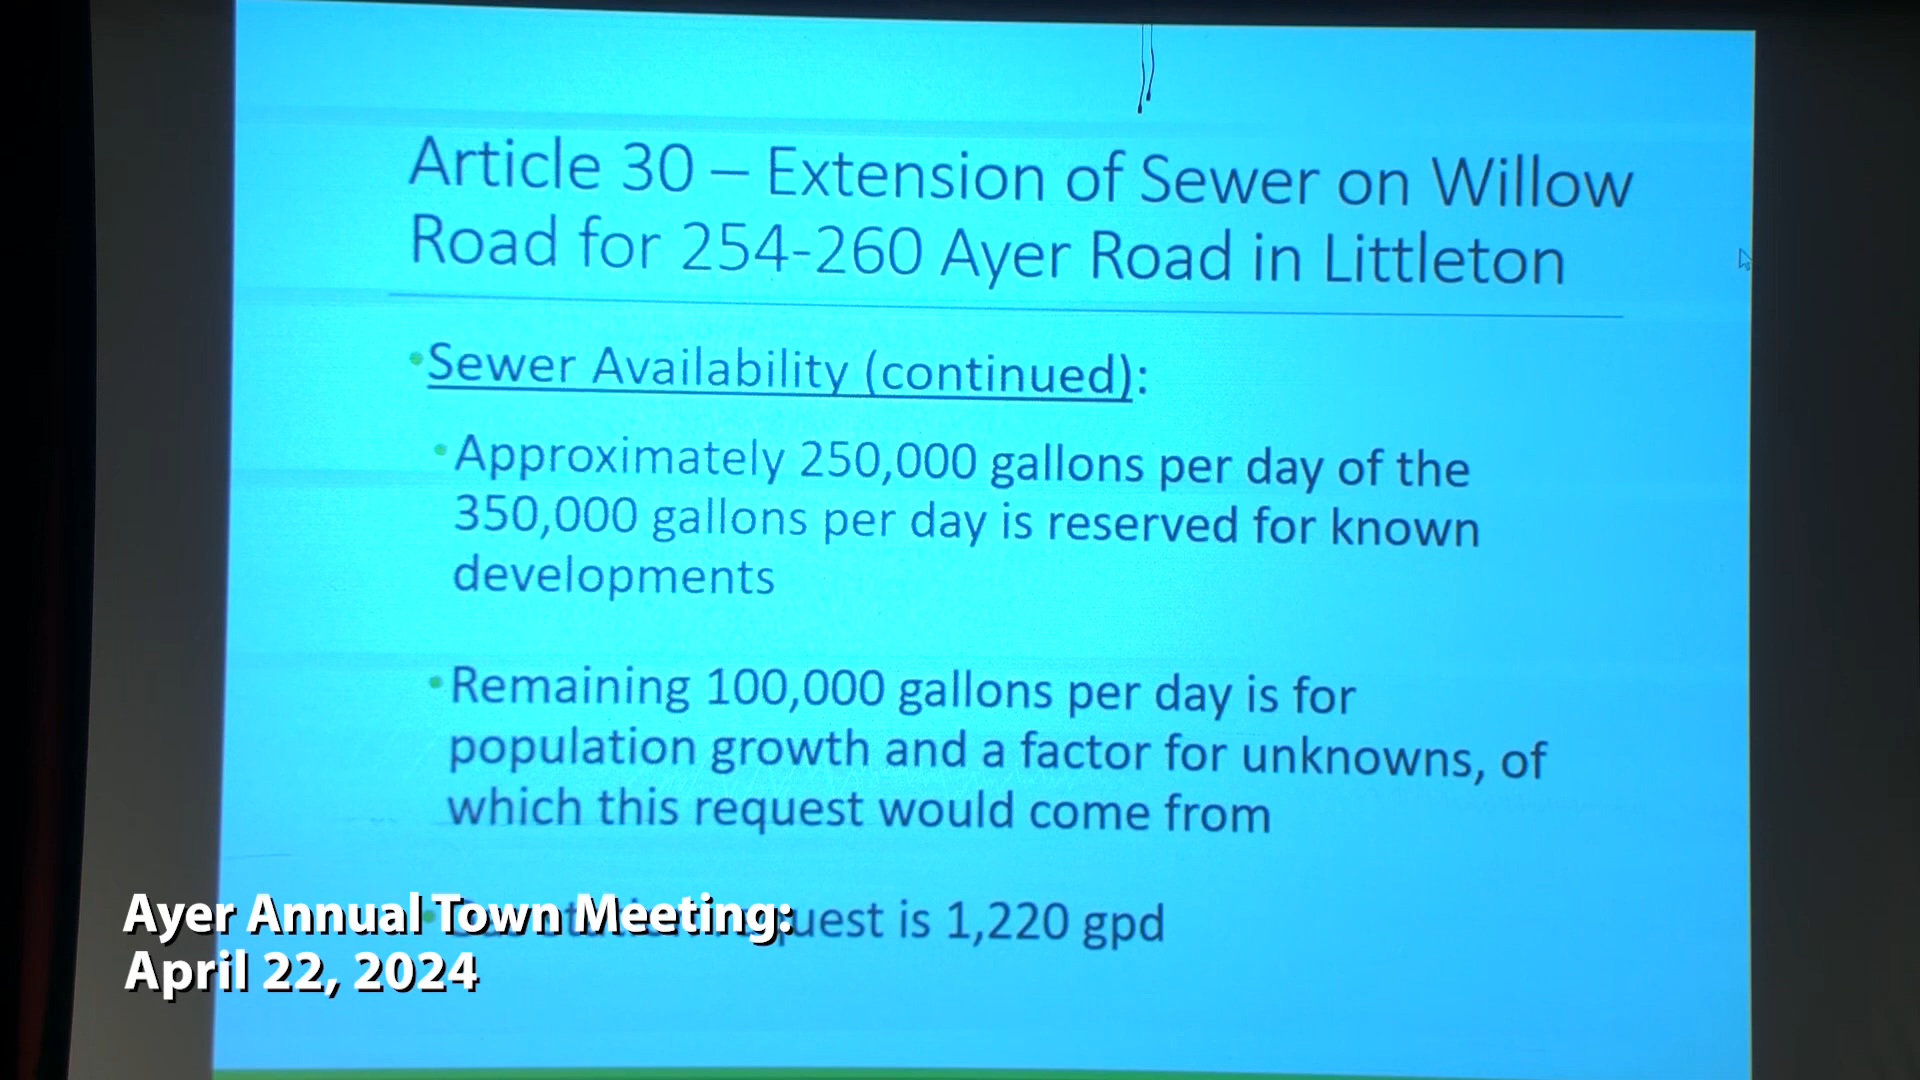 Article 30 – Extension of Sewer on Willow
Road for 254-260 Ayer Road in Littleton
•Sewer Availability (continued):
•Approximately 250,000 gallons per day of the
350,000 gallons per day is reserved for known
developments
•Remaining 100,000 gallons per day is for
population growth and a factor for unknowns, of
which this request would come from
is 1,220 gpd
Ayer Annual Town Meeting:
April 22, 2024